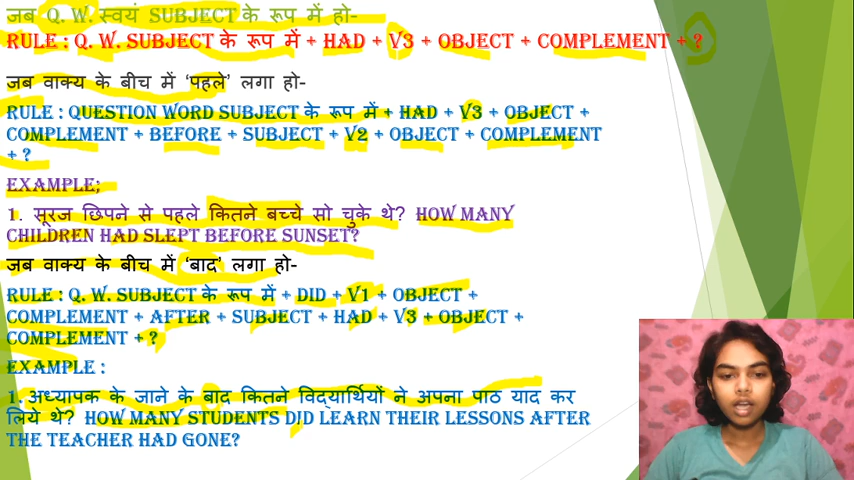 जब Q. W. स्वयं SUBJECT के रूप में हो-
RULE : Q. W. SUBJECT के रूप में + HAD + V3 + OBJECT + COMPLEMENT + ?
जब वाक्य के बीच में 'पहले' लगा हो-
RULE : QUESTION WORD SUBJECT के रूप में + HAD + V3 + OBJECT +
COMPLEMENT + BEFORE + SUBJECT + V2 + OBJECT + COMPLEMENT
+ ?
EXAMPLE;
1. सूरज छिपने से पहले कितने बच्चे सो चुके थे? HOW MANY
CHILDREN HAD SLEPT BEFORE SUNSET?
जब वाक्य के बीच में 'बाद' लगा हो-
RULE : Q. W. SUBJECT के रूप में + DID + V1 + OBJECT +
COMPLEMENT + AFTER + SUBJECT + HAD + V3 + OBJECT +
COMPLEMENT + ?
EXAMPLE :
1. अध्यापक के जाने के बाद कितने विद्यार्थियों ने अपना पाठ याद कर
लिये थे? HOW MANY STUDENTS DID LEARN THEIR LESSONS AFTER
THE TEACHER HAD GONE?